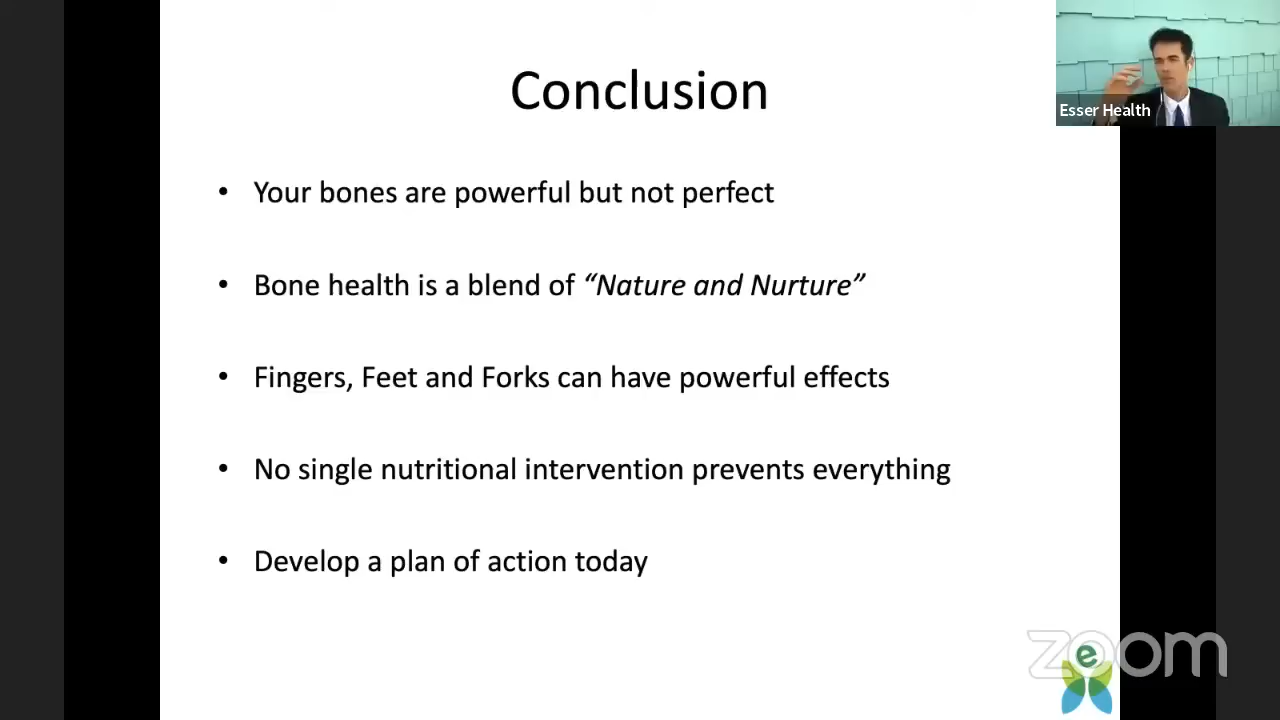 Conclusion
Esser Health
• Your bones are powerful but not perfect
• Bone health is a blend of “Nature and Nurture”
• Fingers, Feet and Forks can have powerful effects
• No single nutritional intervention prevents everything
• Develop a plan of action today
zoom
e